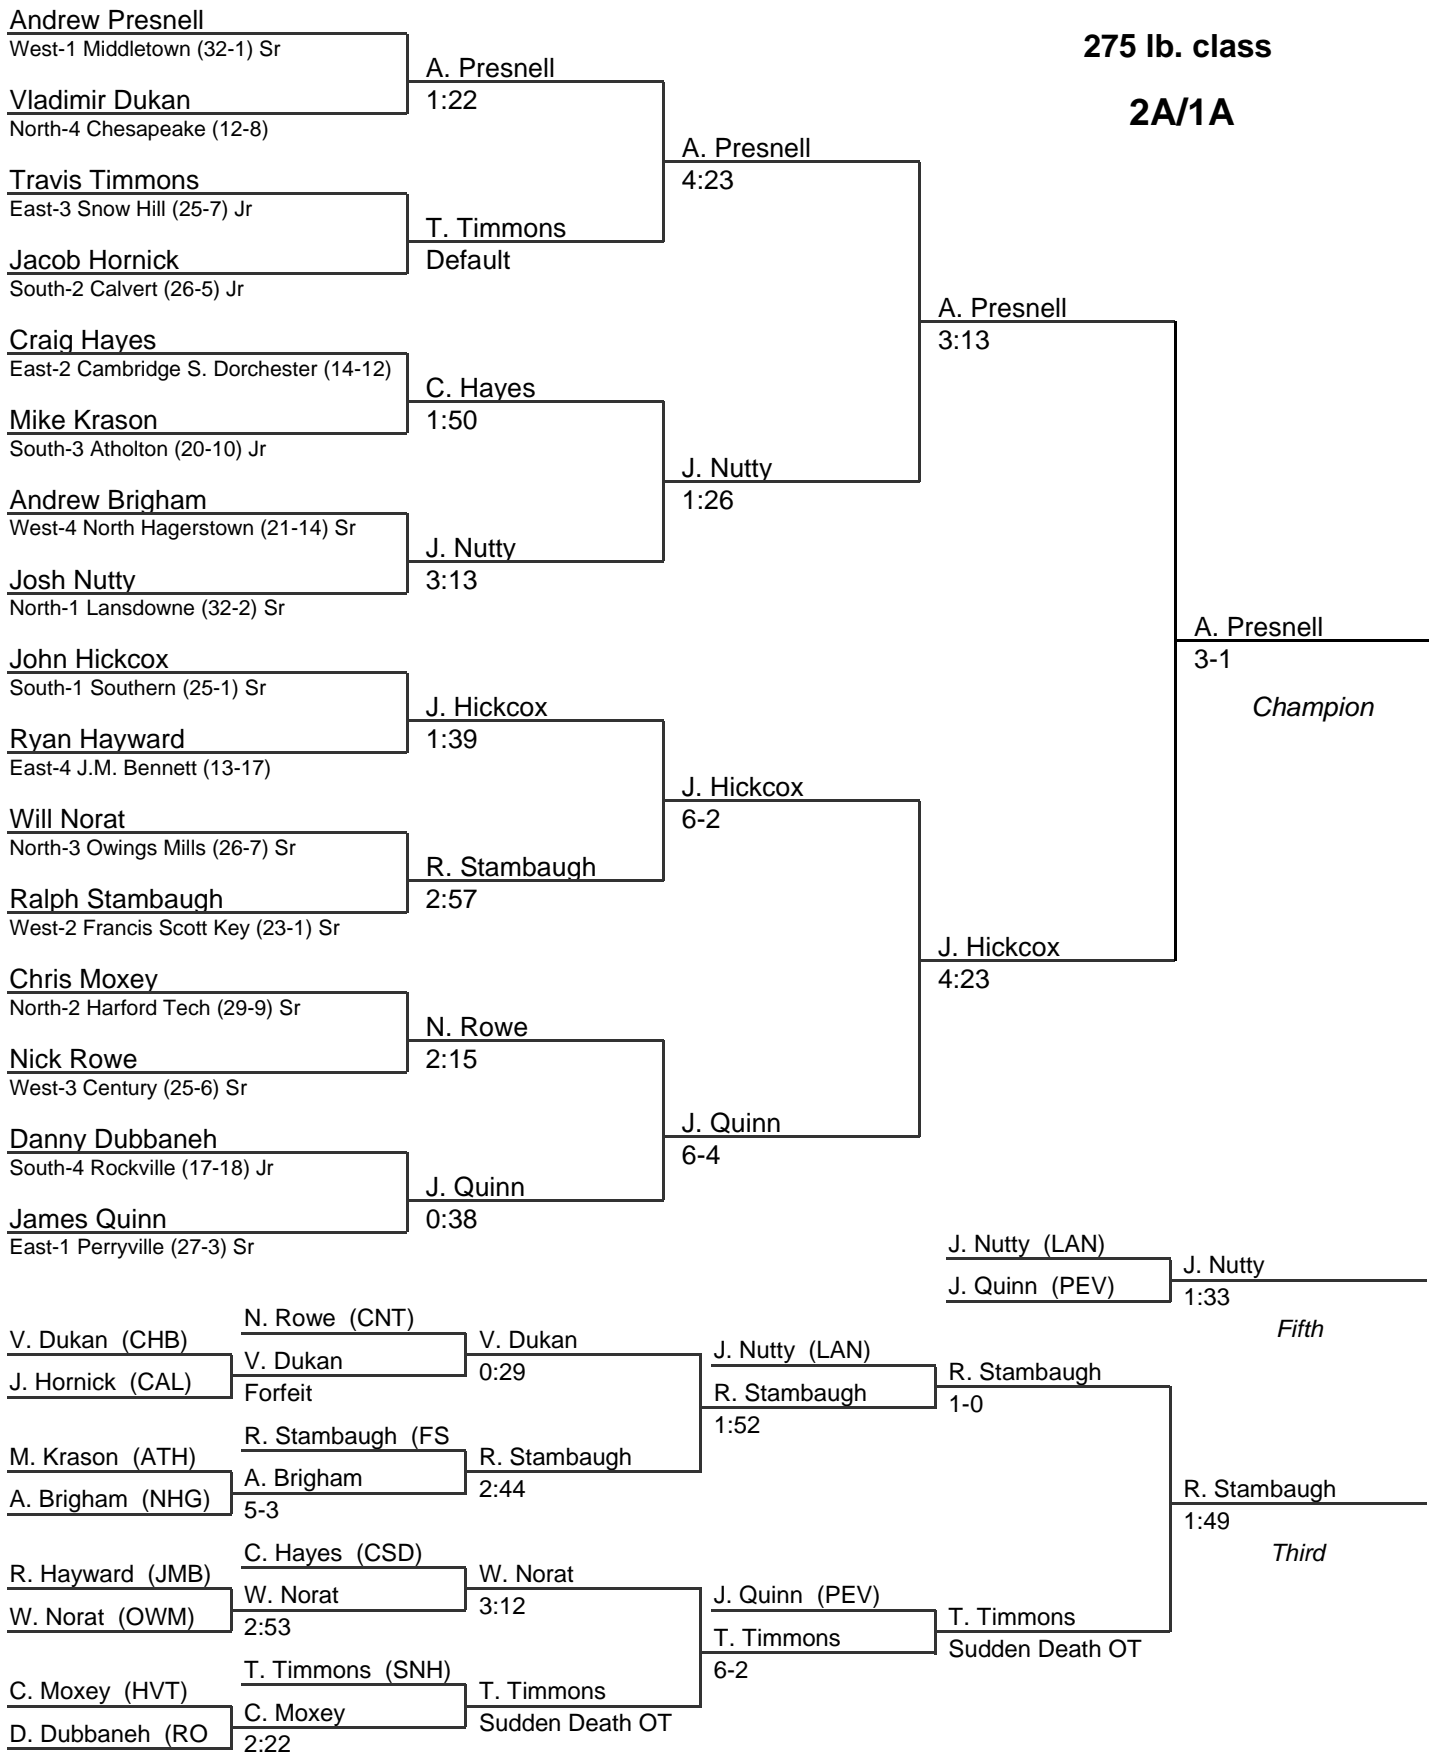 Andrew Presnell
West-1 Middletown (32-1) Sr
Vladimir Dukan
North-4 Chesapeake (12-8)
Travis Timmons
East-3 Snow Hill (25-7) Jr
Jacob Hornick
South-2 Calvert (26-5) Jr
Craig Hayes
East-2 Cambridge S. Dorchester (14-12)
Mike Krason
South-3 Atholton (20-10) Jr
Andrew Brigham
West-4 North Hagerstown (21-14) Sr
Josh Nutty
North-1 Lansdowne (32-2) Sr
John Hickcox
South-1 Southern (25-1) Sr
Ryan Hayward
East-4 J.M. Bennett (13-17)
Will Norat
North-3 Owings Mills (26-7) Sr
Ralph Stambaugh
West-2 Francis Scott Key (23-1) Sr
Chris Moxey
North-2 Harford Tech (29-9) Sr
Nick Rowe
West-3 Century (25-6) Sr
Danny Dubbaneh
South-4 Rockville (17-18) Jr
James Quinn
East-1 Perryville (27-3) Sr
A. Presnell
1:22
T. Timmons
Default
C. Hayes
1:50
J. Nutty
3:13
J. Hickcox
1:39
R. Stambaugh
2:57
N. Rowe
2:15
J. Quinn
0:38
A. Presnell
4:23
J. Nutty
1:26
J. Hickcox
6-2
J. Quinn
6-4
A. Presnell
3:13
J. Hickcox
4:23
275 lb. class
2A/1A
A. Presnell
3-1
Champion
J. Nutty (LAN)
J. Quinn (PEV)
J. Nutty
1:33
Fifth
V. Dukan (CHB)
J. Hornick (CAL)
M. Krason (ATH)
A. Brigham (NHG)
R. Hayward (JMB)
W. Norat (OWM)
C. Moxey (HVT)
D. Dubbaneh (RO
N. Rowe (CNT)
V. Dukan
Forfeit
R. Stambaugh (FS
A. Brigham
5-3
C. Hayes (CSD)
W. Norat
2:53
T. Timmons (SNH)
C. Moxey
2:22
V. Dukan
0:29
R. Stambaugh
2:44
W. Norat
3:12
T. Timmons
Sudden Death OT
J. Nutty (LAN)
R. Stambaugh
1:52
J. Quinn (PEV)
T. Timmons
6-2
R. Stambaugh
1-0
T. Timmons
Sudden Death OT
R. Stambaugh
1:49
Third